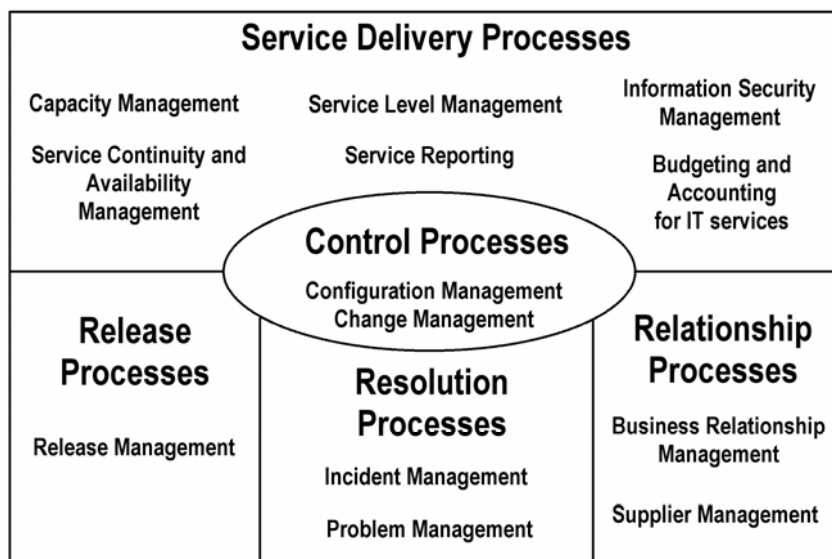 Service Delivery Processes
Capacity Management
Service Continuity and
Availability
Management
Service Level Management
Service Reporting
Information Security
Management
Budgeting and
Accounting
for IT services
Control Processes
Configuration Management
Change Management
Release
Processes
Release Management
Resolution
Processes
Incident Management
Problem Management
Relationship
Processes
Business Relationship
Management
Supplier Management